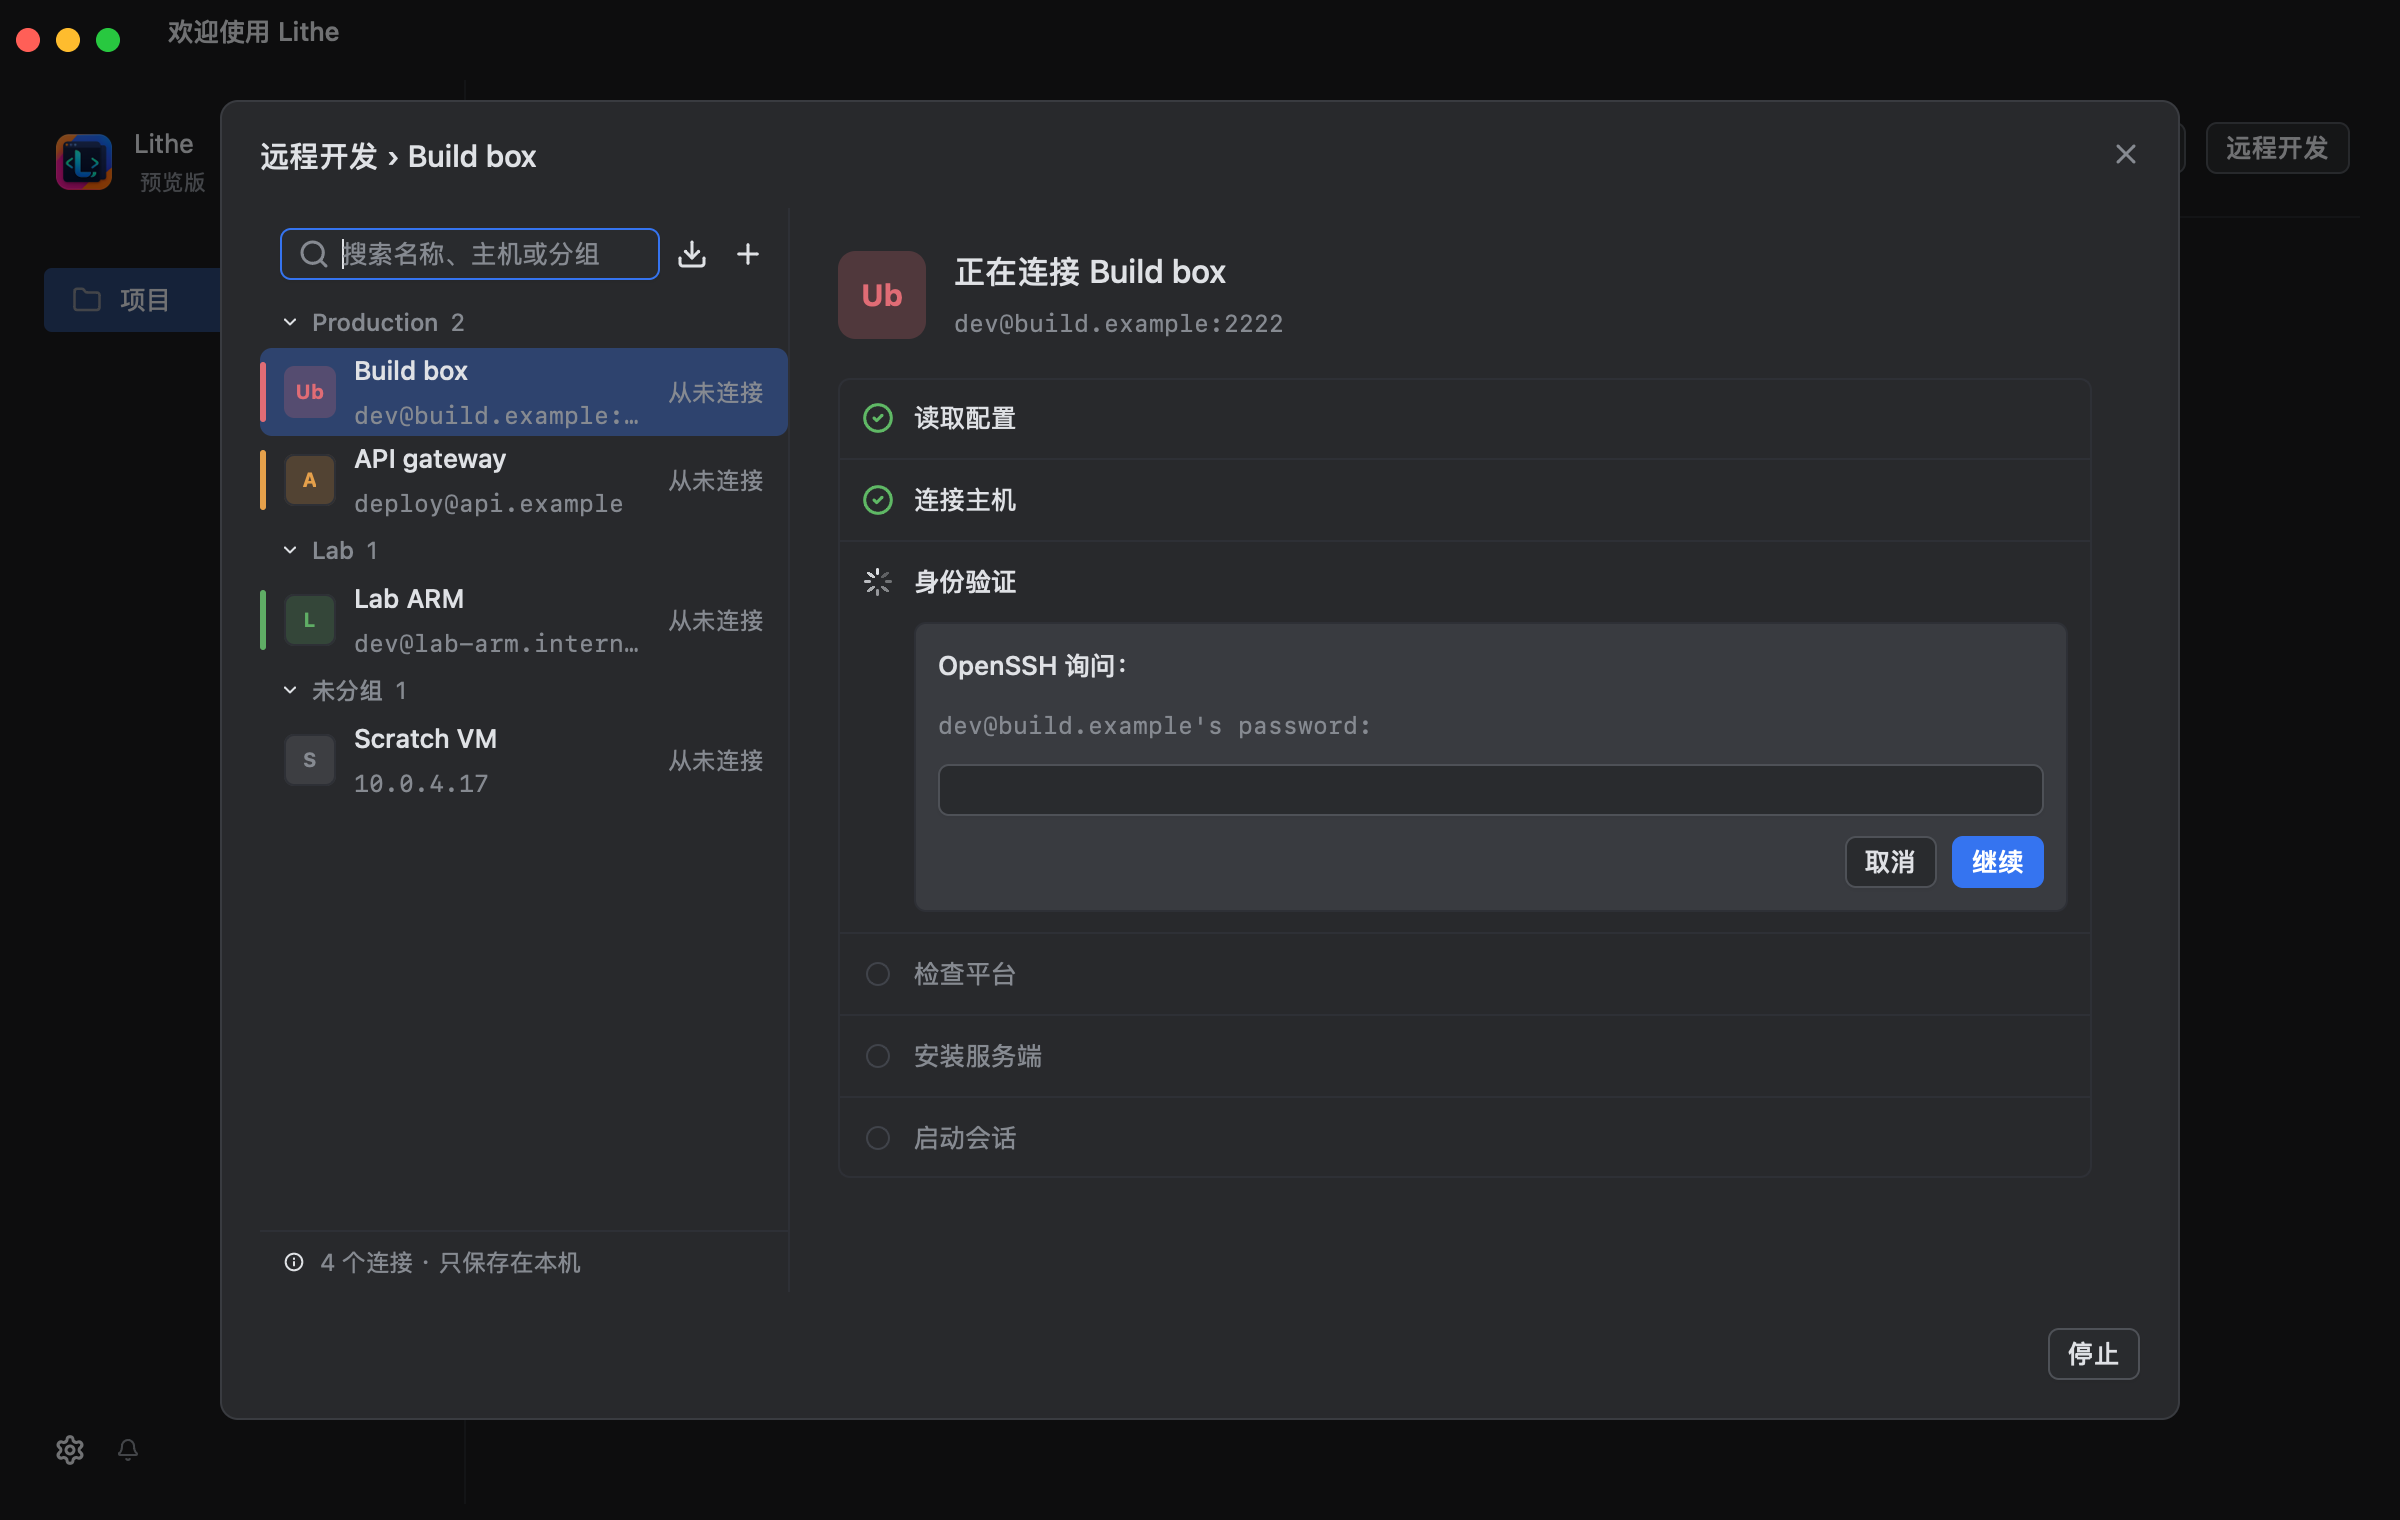 欢迎使用 Lithe
Lithe
预览版
远程开发
项目
远程开发 › Build box
搜索名称、主机或分组
Production 2
Ub
Build box
dev@build.example:…
从未连接
A
API gateway
deploy@api.example
从未连接
Lab 1
L
Lab ARM
dev@lab-arm.intern…
从未连接
未分组 1
S
Scratch VM
10.0.4.17
从未连接
4 个连接 · 只保存在本机
Ub
正在连接 Build box
dev@build.example:2222
读取配置
连接主机
身份验证
OpenSSH 询问：
dev@build.example's password:
取消
继续
检查平台
安装服务端
启动会话
停止